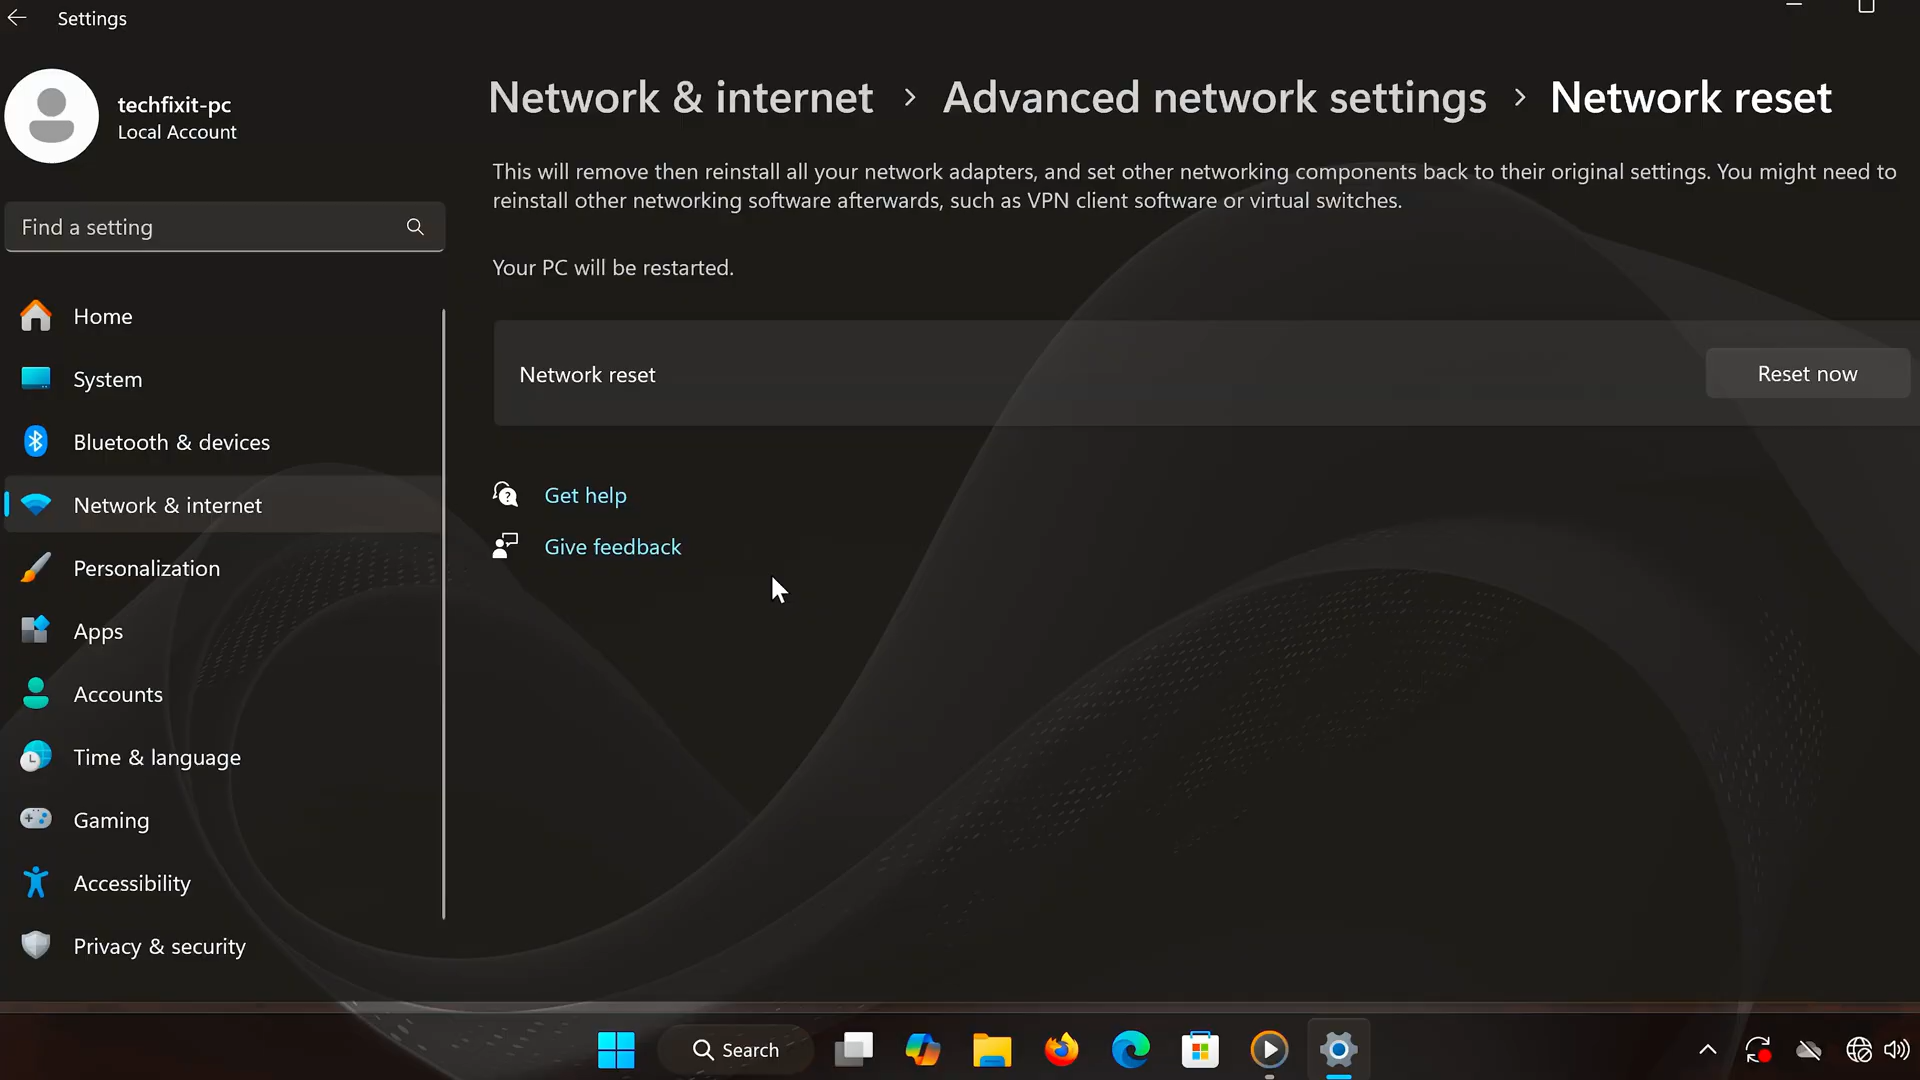 Settings
techfixit-pc
Local Account
Find a setting
Home
System
Bluetooth & devices
Network & internet
Personalization
Apps
Accounts
Time & language
Gaming
Accessibility
Privacy & security
Network & internet > Advanced network settings > Network reset
This will remove then reinstall all your network adapters, and set other networking components back to their original settings. You might need to
reinstall other networking software afterwards, such as VPN client software or virtual switches.
Your PC will be restarted.
Network reset
Reset now
Get help
Give feedback
Search